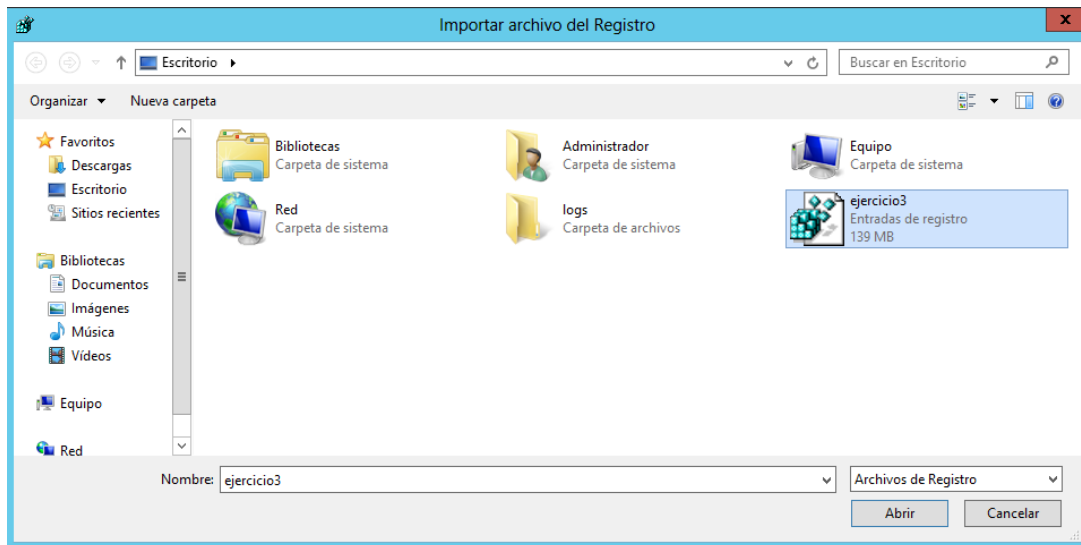 Importar archivo del Registro
x
Escritorio
Buscar en Escritorio
Organizar
Nueva carpeta
Favoritos
Descargas
Escritorio
Sitios recientes
Bibliotecas
Documentos
Imágenes
Música
Vídeos
Equipo
Red
Bibliotecas
Carpeta de sistema
Administrador
Carpeta de sistema
Equipo
Carpeta de sistema
Red
Carpeta de sistema
logs
Carpeta de archivos
ejercicio3
Entradas de registro
139 MB
Nombre: ejercicio3
Archivos de Registro
Abrir
Cancelar